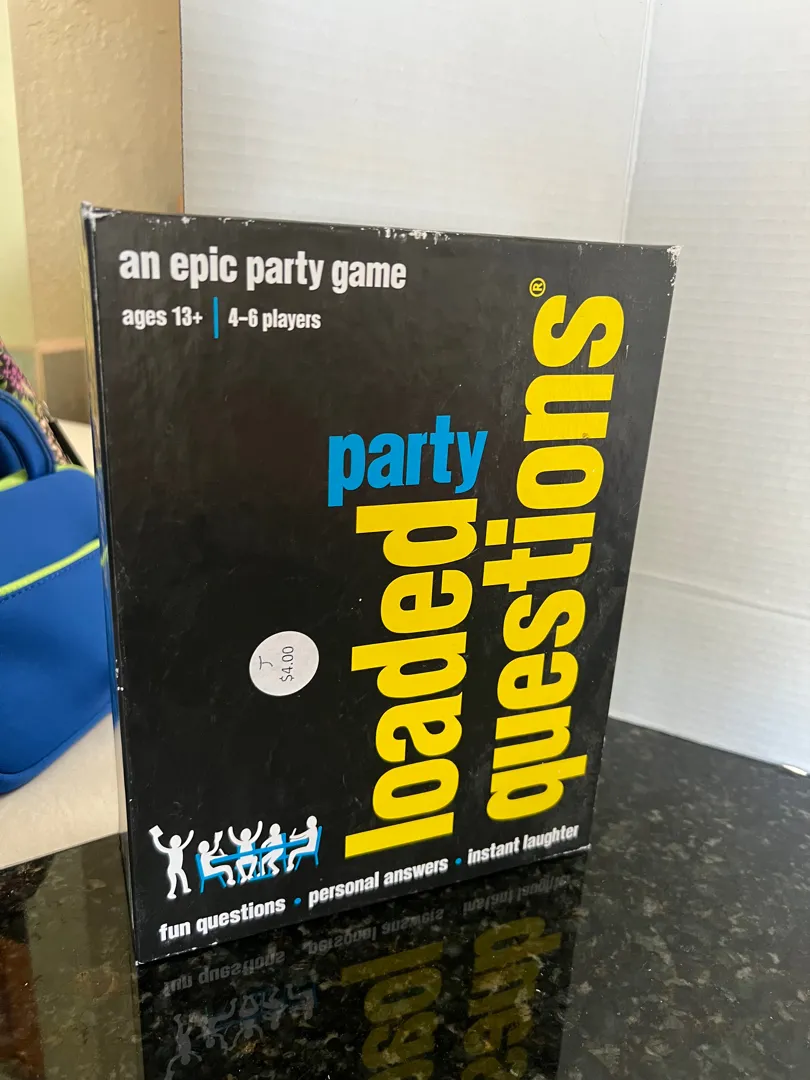 an epic party game
ages 13+ | 4–6 players
party
loaded
questions®
J
$4.00
fun questions • personal answers • instant laughter